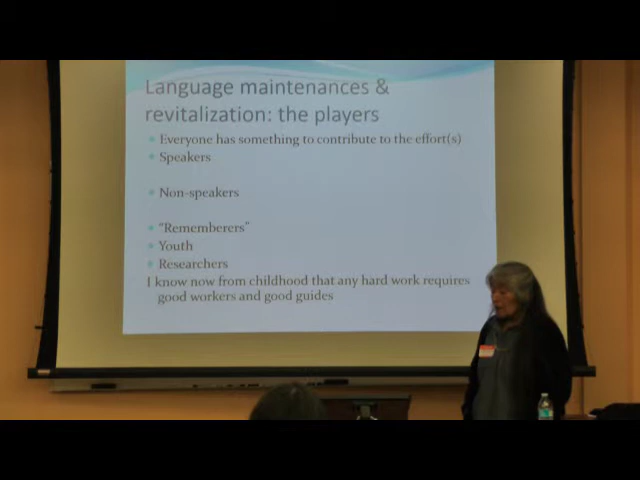 Language maintenances &
revitalization: the players
Everyone has something to contribute to the effort(s)
Speakers
Non-speakers
“Rememberers”
Youth
Researchers
I know now from childhood that any hard work requires
good workers and good guides